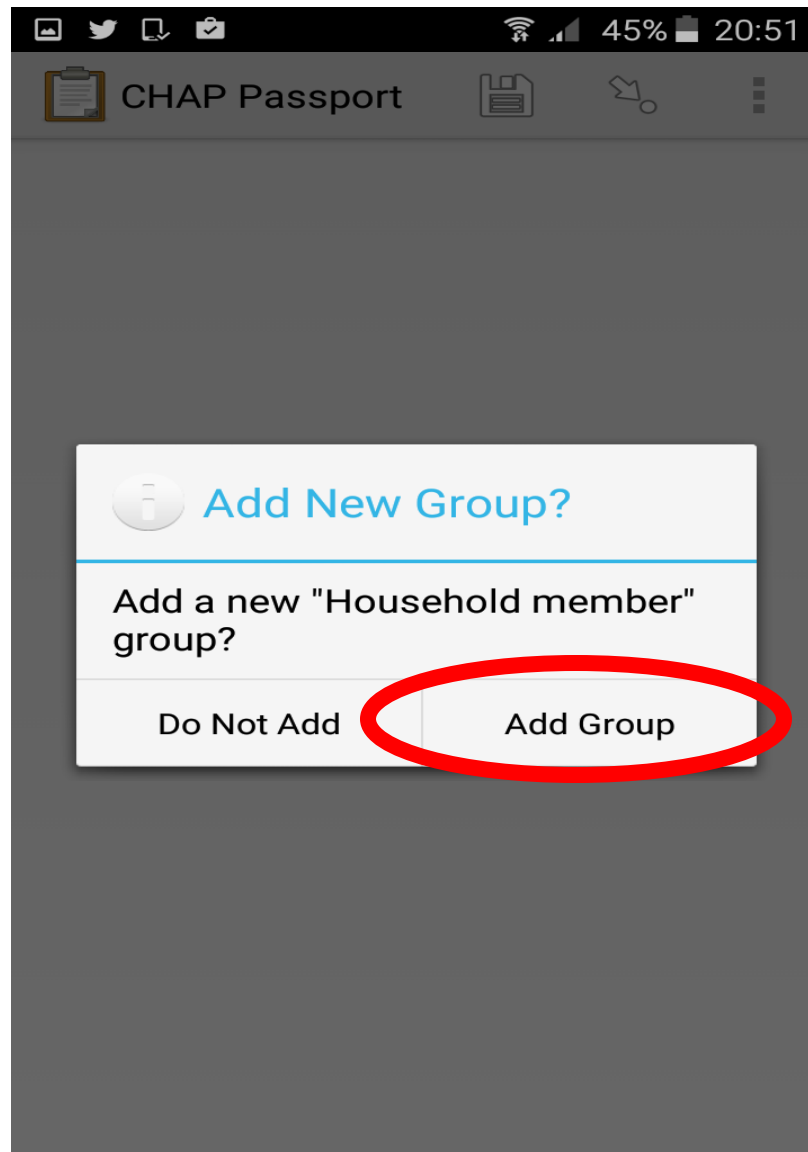 45% 20:51
CHAP Passport
Add New Group?
Add a new "Household member"
group?
Do Not Add Add Group